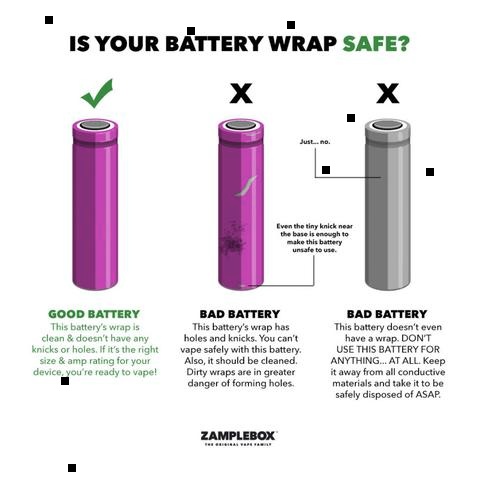 IS YOUR BATTERY WRAP SAFE?
X
X
Just... no.
Even the tiny knick near
the base is enough to
make this battery
unsafe to use.
GOOD BATTERY
This battery's wrap is
clean & doesn't have any
knicks or holes. If it's the right
size & amp rating for your
device, you're ready to vape!
BAD BATTERY
This battery's wrap has
holes and knicks. You can't
vape safely with this battery.
Also, it should be cleaned.
Dirty wraps are in greater
danger of forming holes.
BAD BATTERY
This battery doesn't even
have a wrap. DON'T
USE THIS BATTERY FOR
ANYTHING... AT ALL. Keep
it away from all conductive
materials and take it to be
safely disposed of ASAP.
ZAMPLEBOX
THE ORIGINAL VAPE FAMILY